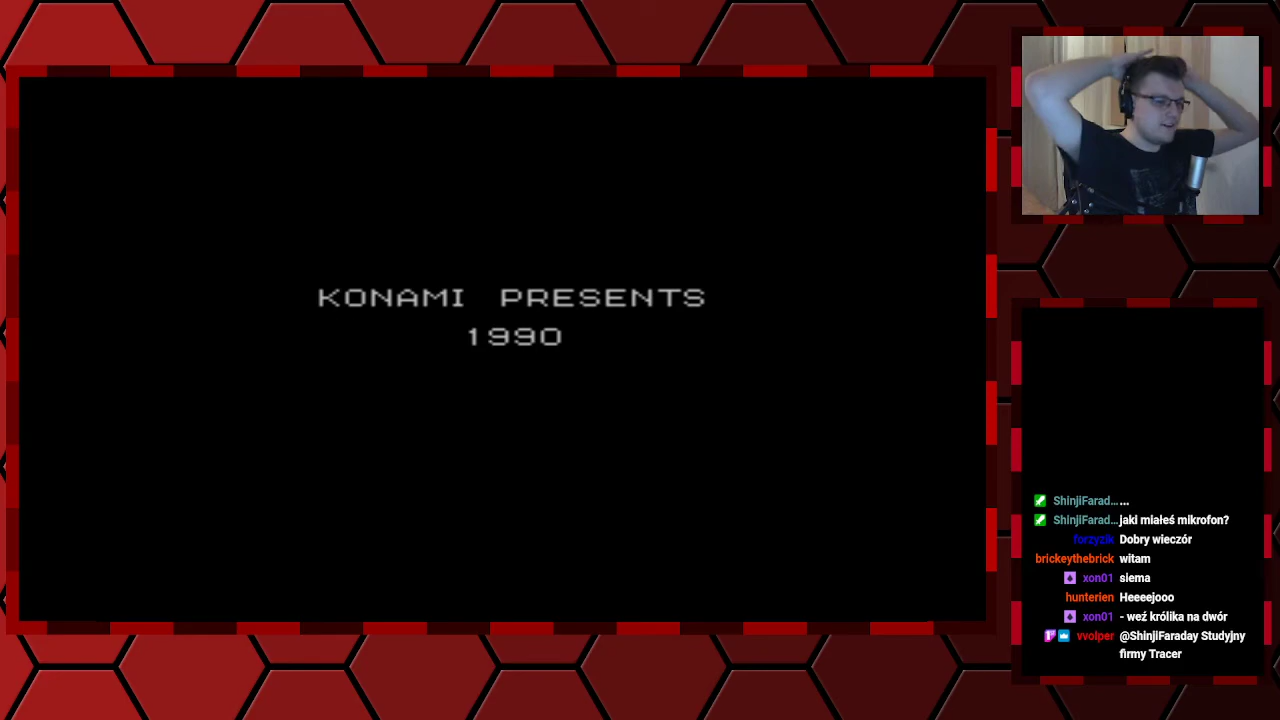 KONAMI PRESENTS
1990
ShinjiFarad... ...
ShinjiFarad... jaki miałeś mikrofon?
forzyzik Dobry wieczór
brickeythebrick witam
xon01 siema
hunterien Heeeejooo
xon01 - weź królika na dwór
vvolper @ShinjiFaraday Studyjny
firmy Tracer